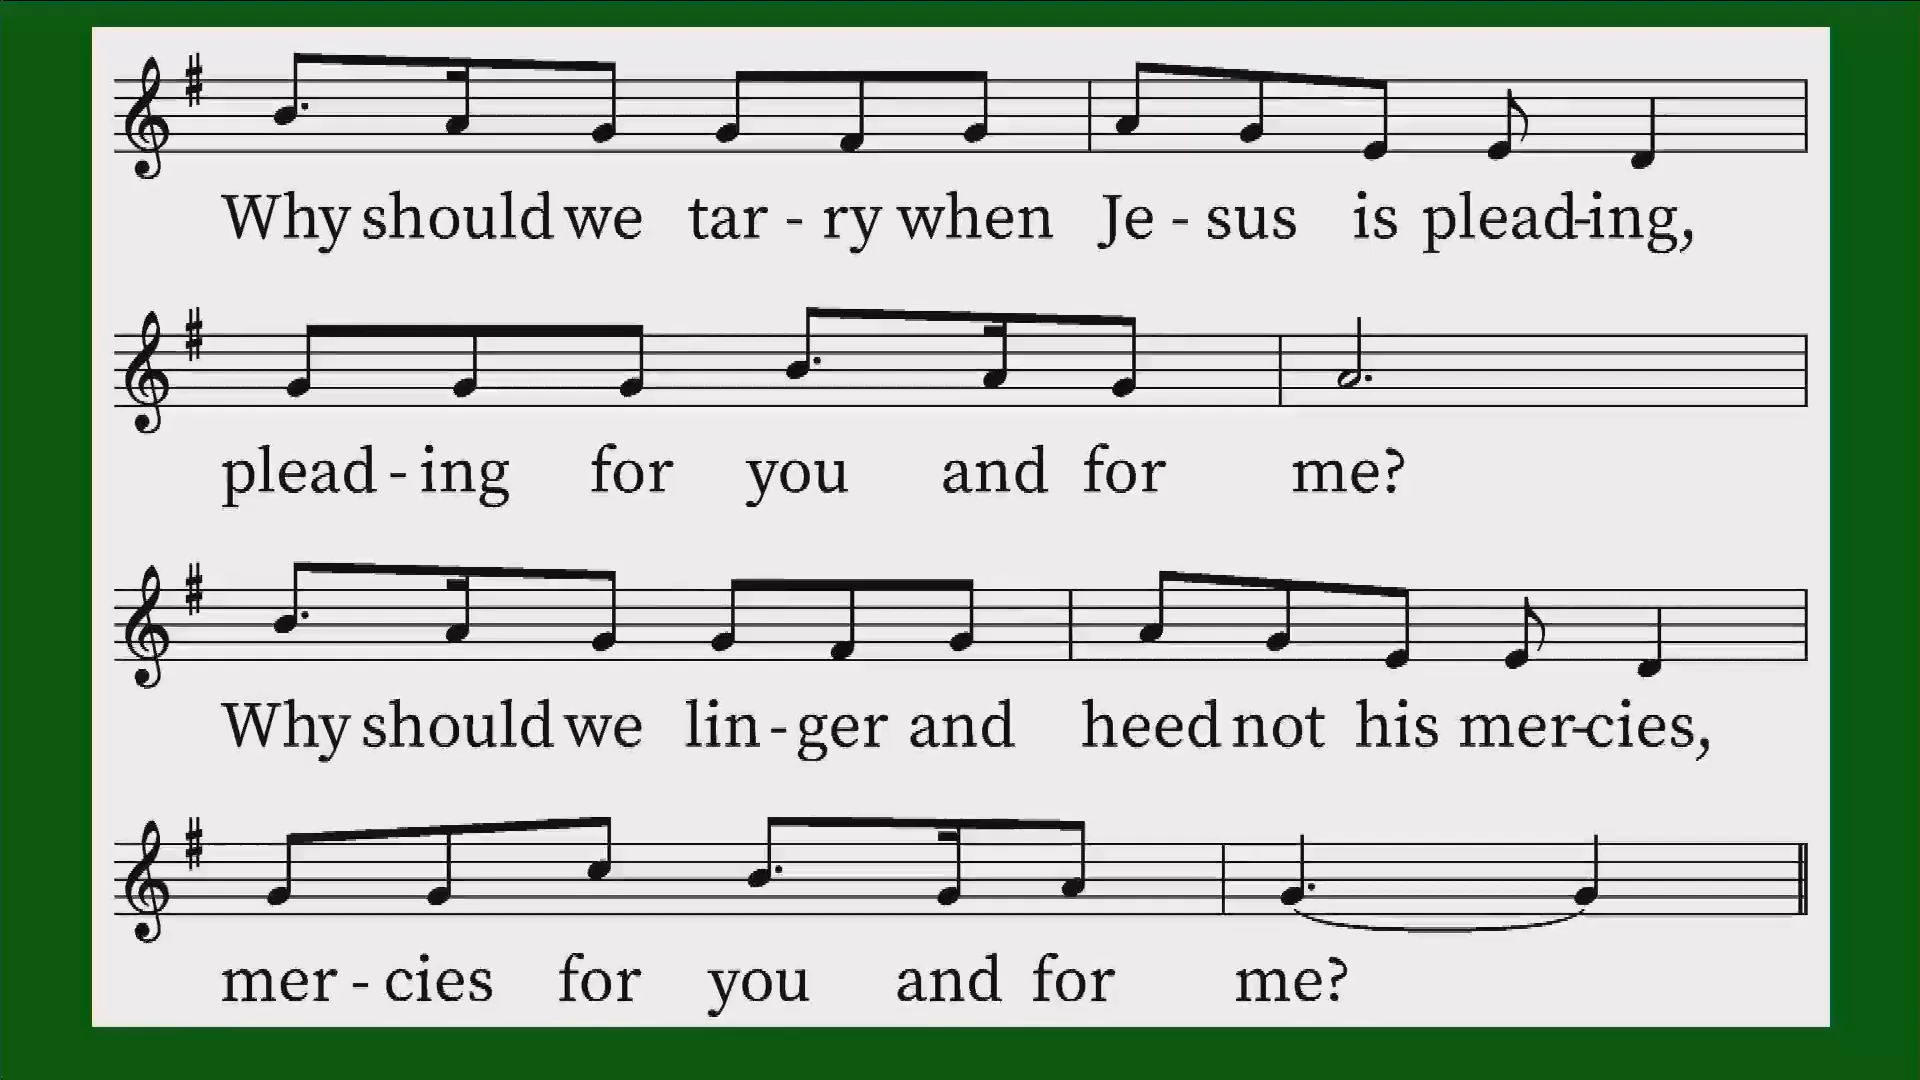 Why should we tar - ry when Je - sus is plead-ing,
plead - ing for you and for me?
Why should we lin - ger and heed not his mer-cies,
mer - cies for you and for me?